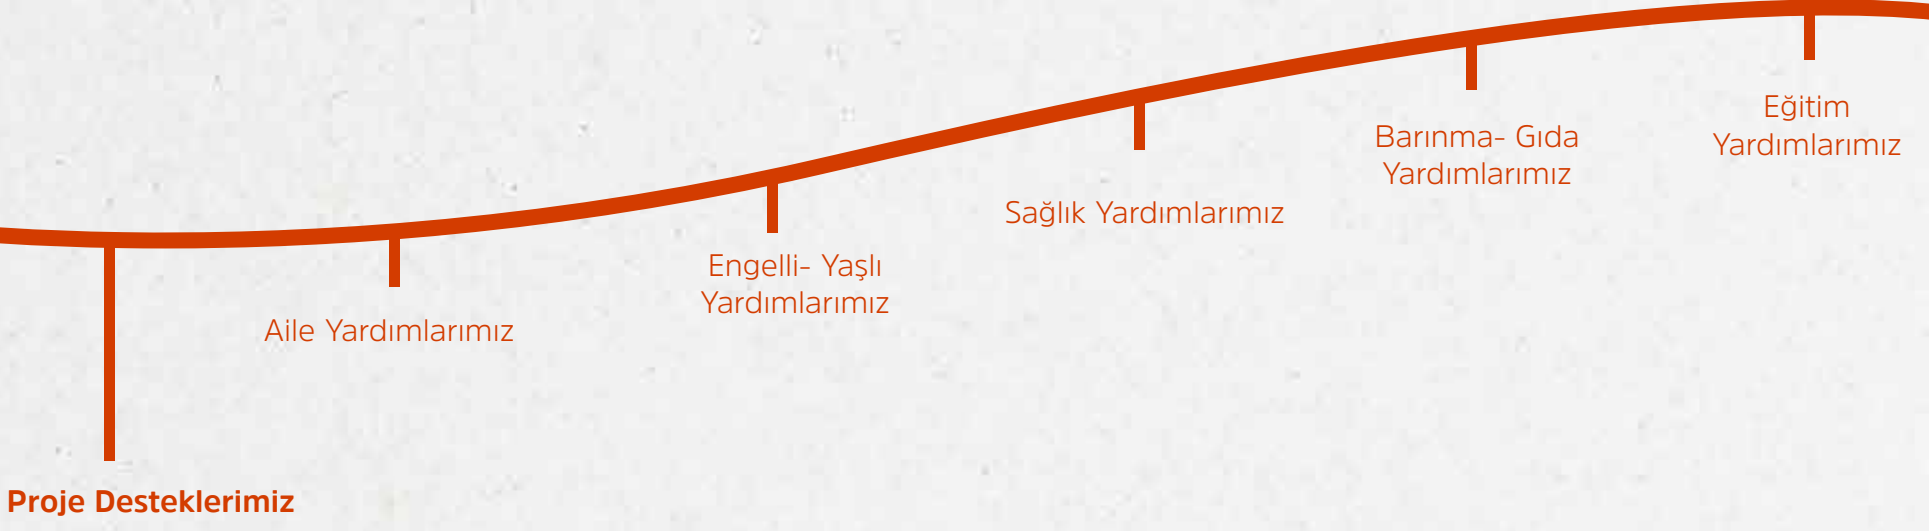 Proje Desteklerimiz
Aile Yardımlarımız
Engelli- Yaşlı
Yardımlarımız
Sağlık Yardımlarımız
Barınma- Gıda
Yardımlarımız
Eğitim
Yardımlarımız